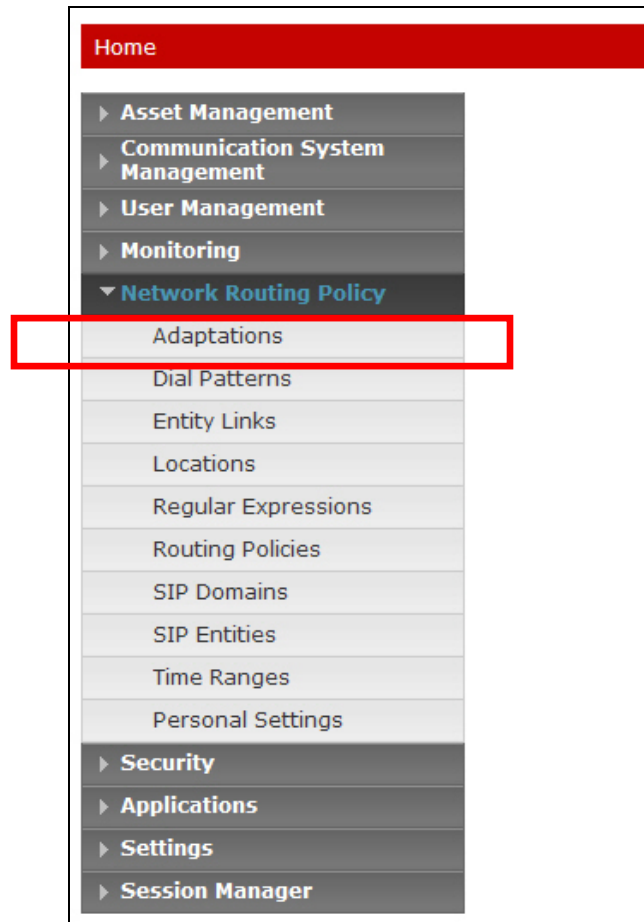 Home
Asset Management
Communication System
Management
User Management
Monitoring
Network Routing Policy
Adaptations
Dial Patterns
Entity Links
Locations
Regular Expressions
Routing Policies
SIP Domains
SIP Entities
Time Ranges
Personal Settings
Security
Applications
Settings
Session Manager